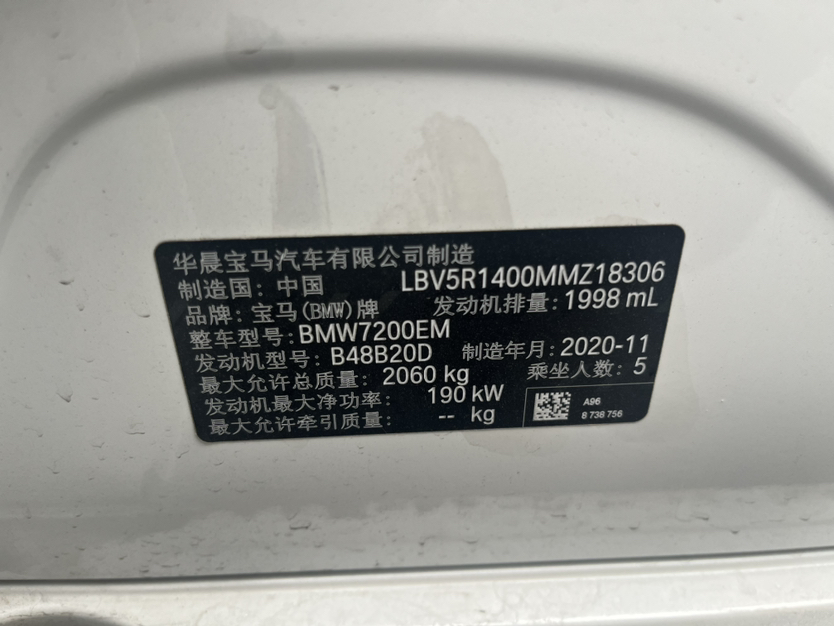 华晨宝马汽车有限公司制造
制造国: 中国 LBV5R1400MMZ18306
品牌: 宝马(BMW)牌 发动机排量: 1998 mL
整车型号: BMW7200EM
发动机型号: B48B20D 制造年月: 2020-11
最大允许总质量: 2060 kg 乘坐人数: 5
发动机最大净功率: 190 kW
最大允许牵引质量: -- kg
A96
8 738 756